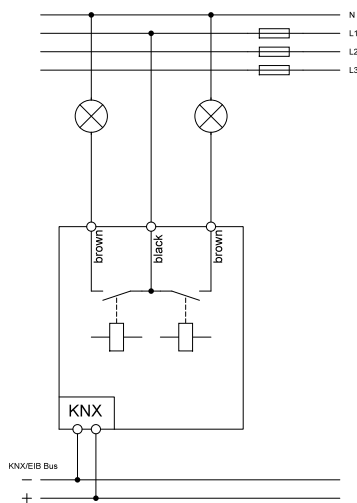 N
L1
L2
L3
brown
black
brown
KNX
KNX/EIB Bus
−
+